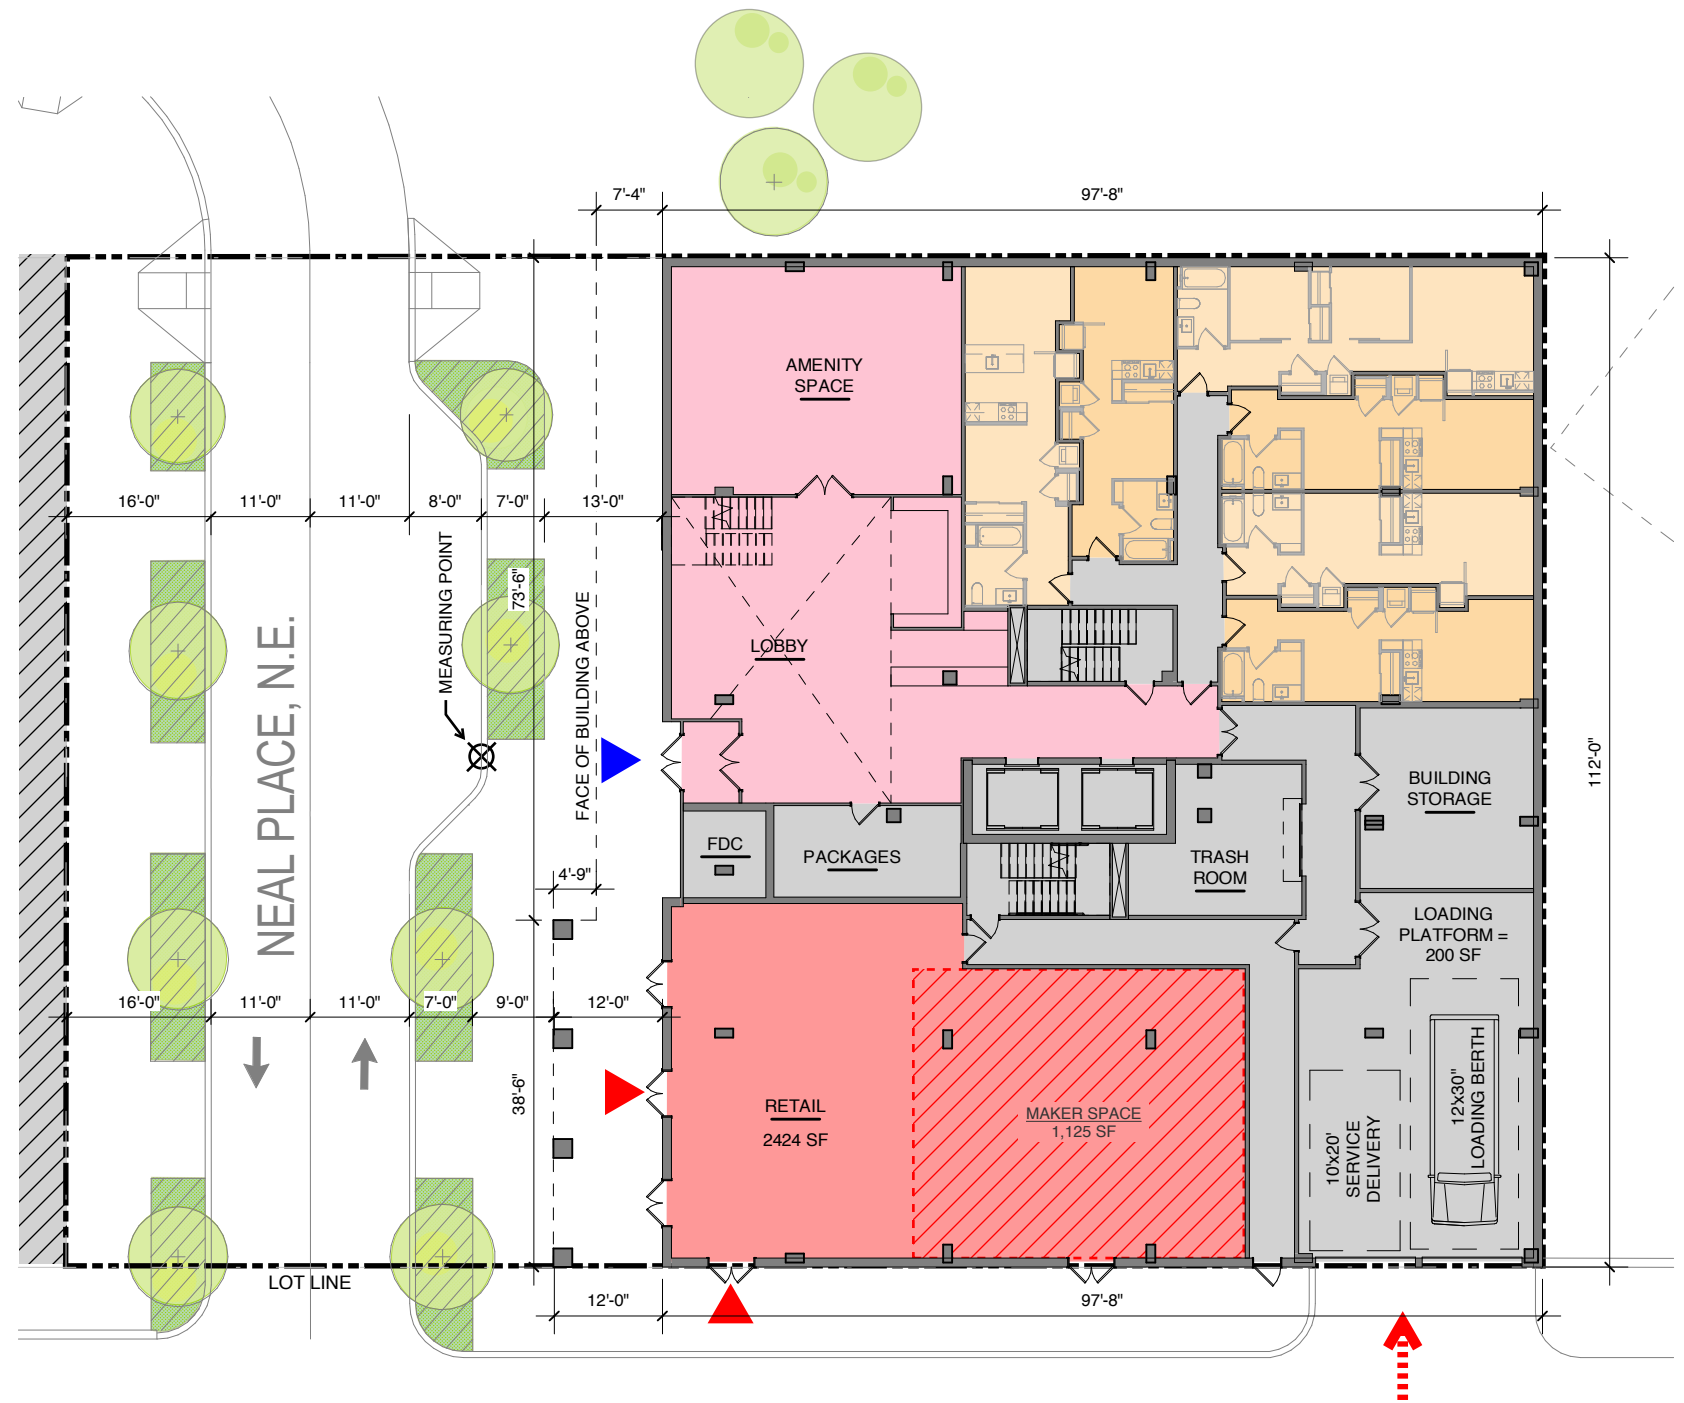 7'-4"
97'-8"
AMENITY
SPACE
16'-0"
11'-0"
11'-0"
8'-0"
7'-0"
13'-0"
MEASURING POINT
73'-6"
FACE OF BUILDING ABOVE
NEAL PLACE, N.E.
LOBBY
112'-0"
BUILDING
STORAGE
FDC
PACKAGES
TRASH
ROOM
4'-9"
LOADING
PLATFORM =
200 SF
16'-0"
11'-0"
11'-0"
7'-0"
9'-0"
12'-0"
38'-6"
RETAIL
2424 SF
MAKER SPACE
1,125 SF
10'x20'
SERVICE
DELIVERY
12'x30"
LOADING BERTH
LOT LINE
12'-0"
97'-8"